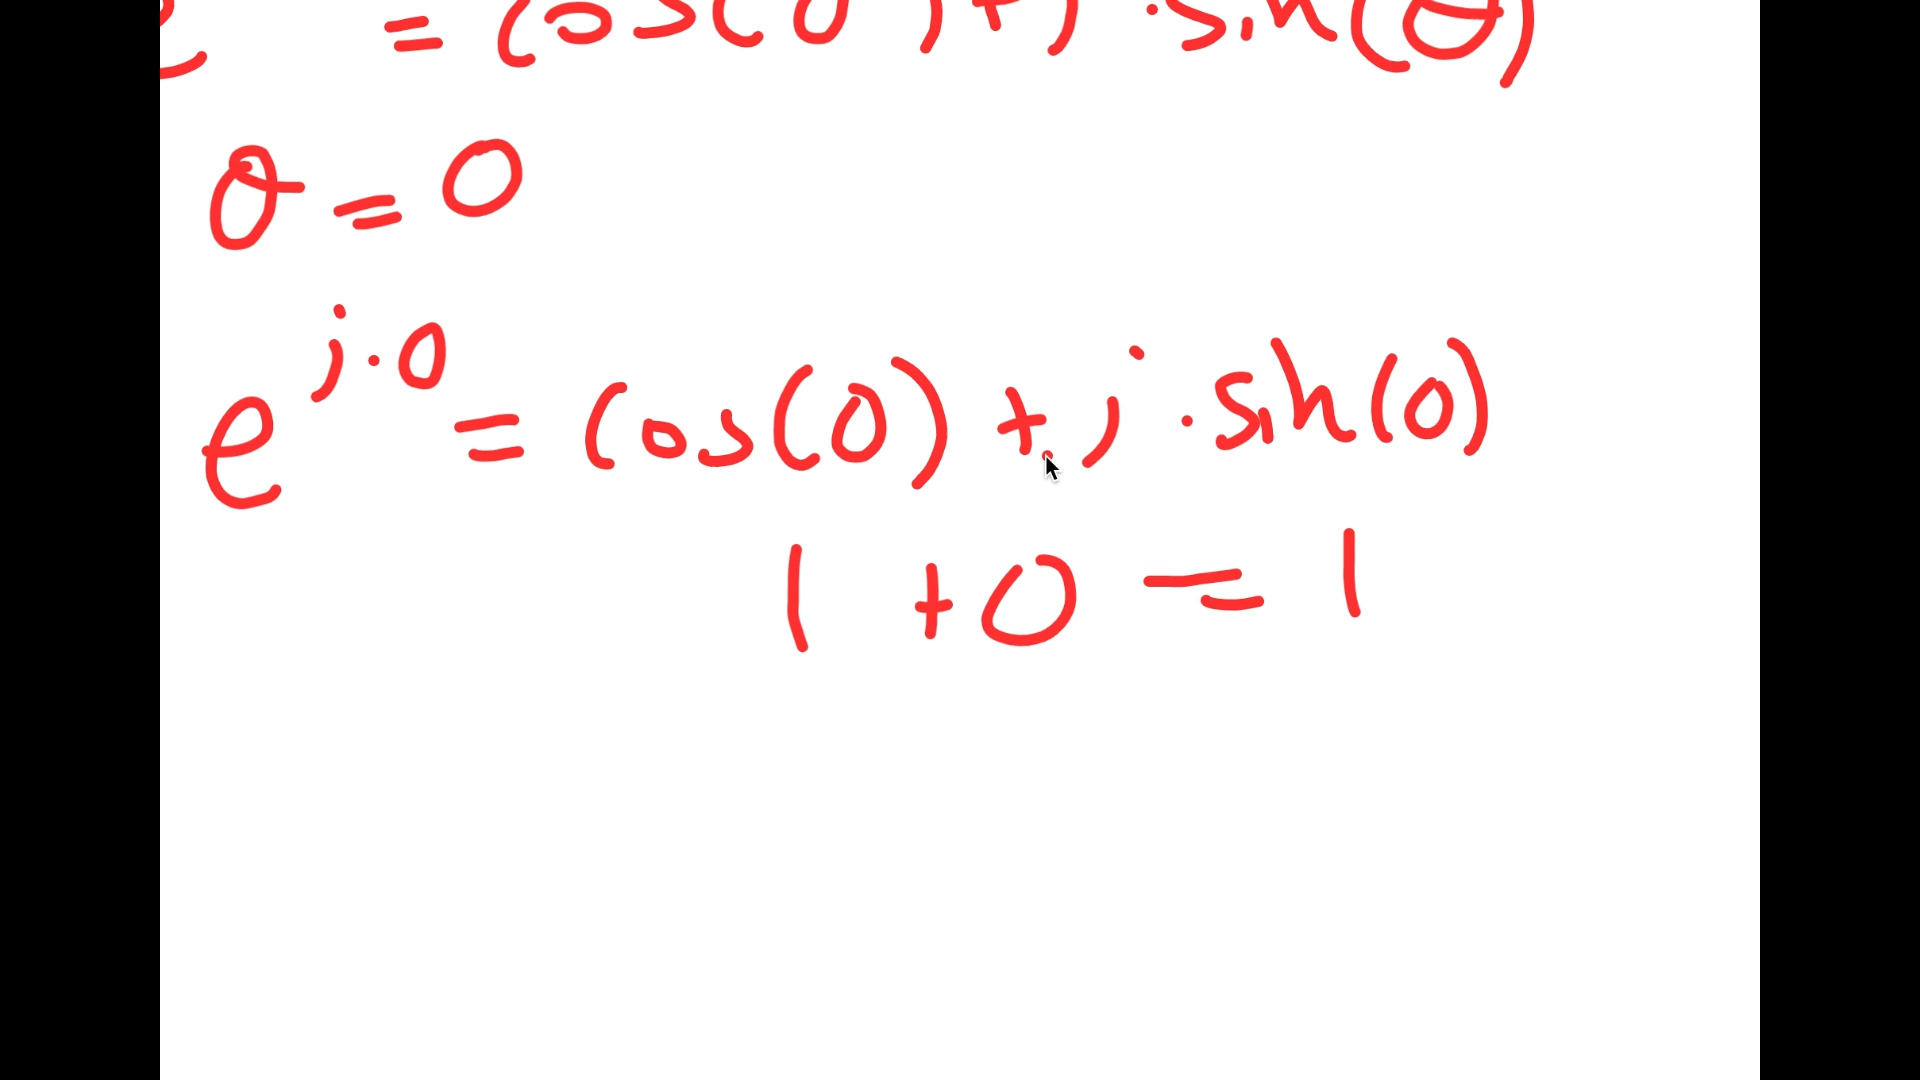 e = cos(θ) + j · sin(θ)
θ = 0
e^{j·0} = cos(0) + j · sin(0)
1 + 0 = 1